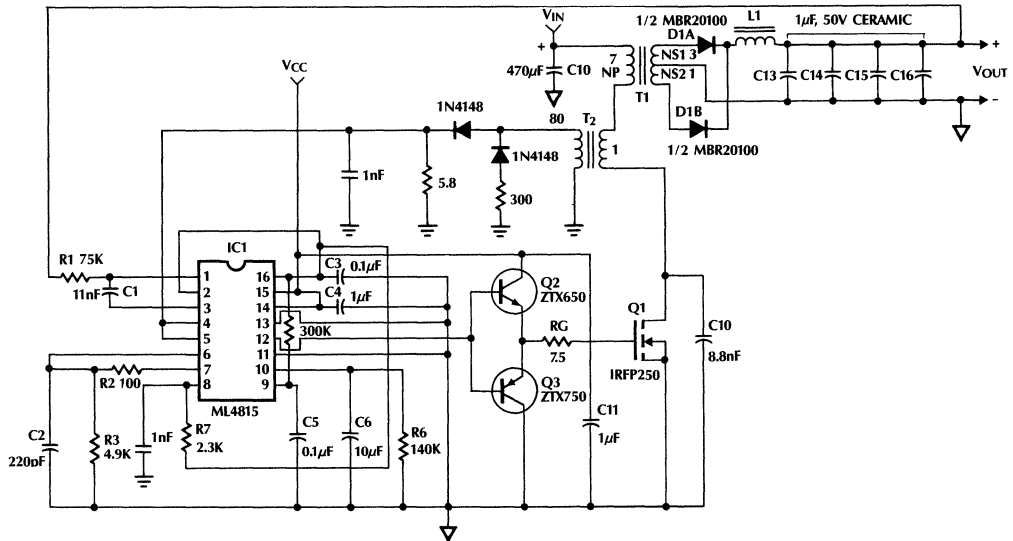 1/2 MBR20100
L1
1µF, 50V CERAMIC
VIN
D1A
+
470µF
C10
7
NP
NS1 3
NS2 1
T1
C13
C14
C15
C16
+
VOUT
−
VCC
D1B
1/2 MBR20100
1N4148
80
T2
1
1N4148
1nF
5.8
300
R1 75K
IC1
C3
0.1µF
11nF
C1
1
2
3
4
5
6
7
8
16
15
14
13
12
11
10
9
C4
1µF
300K
Q2
ZTX650
RG
7.5
Q1
IRFP250
C10
8.8nF
R2 100
ML4815
Q3
ZTX750
C2
220pF
R3
4.9K
1nF
R7
2.3K
C5
0.1µF
C6
10µF
R6
140K
C11
1µF